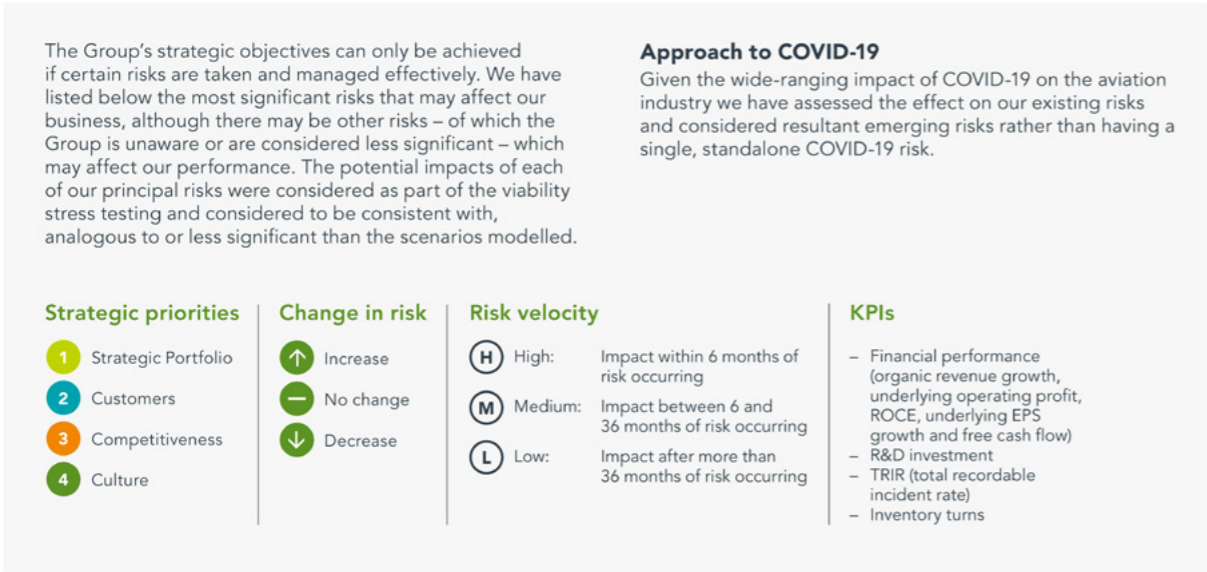 The Group's strategic objectives can only be achieved
if certain risks are taken and managed effectively. We have
listed below the most significant risks that may affect our
business, although there may be other risks – of which the
Group is unaware or are considered less significant – which
may affect our performance. The potential impacts of each
of our principal risks were considered as part of the viability
stress testing and considered to be consistent with,
analogous to or less significant than the scenarios modelled.
Approach to COVID-19
Given the wide-ranging impact of COVID-19 on the aviation
industry we have assessed the effect on our existing risks
and considered resultant emerging risks rather than having a
single, standalone COVID-19 risk.
Strategic priorities
1 Strategic Portfolio
2 Customers
3 Competitiveness
4 Culture
Change in risk
Increase
No change
Decrease
Risk velocity
H High: Impact within 6 months of
risk occurring
M Medium: Impact between 6 and
36 months of risk occurring
L Low: Impact after more than
36 months of risk occurring
KPIs
– Financial performance
(organic revenue growth,
underlying operating profit,
ROCE, underlying EPS
growth and free cash flow)
– R&D investment
– TRIR (total recordable
incident rate)
– Inventory turns